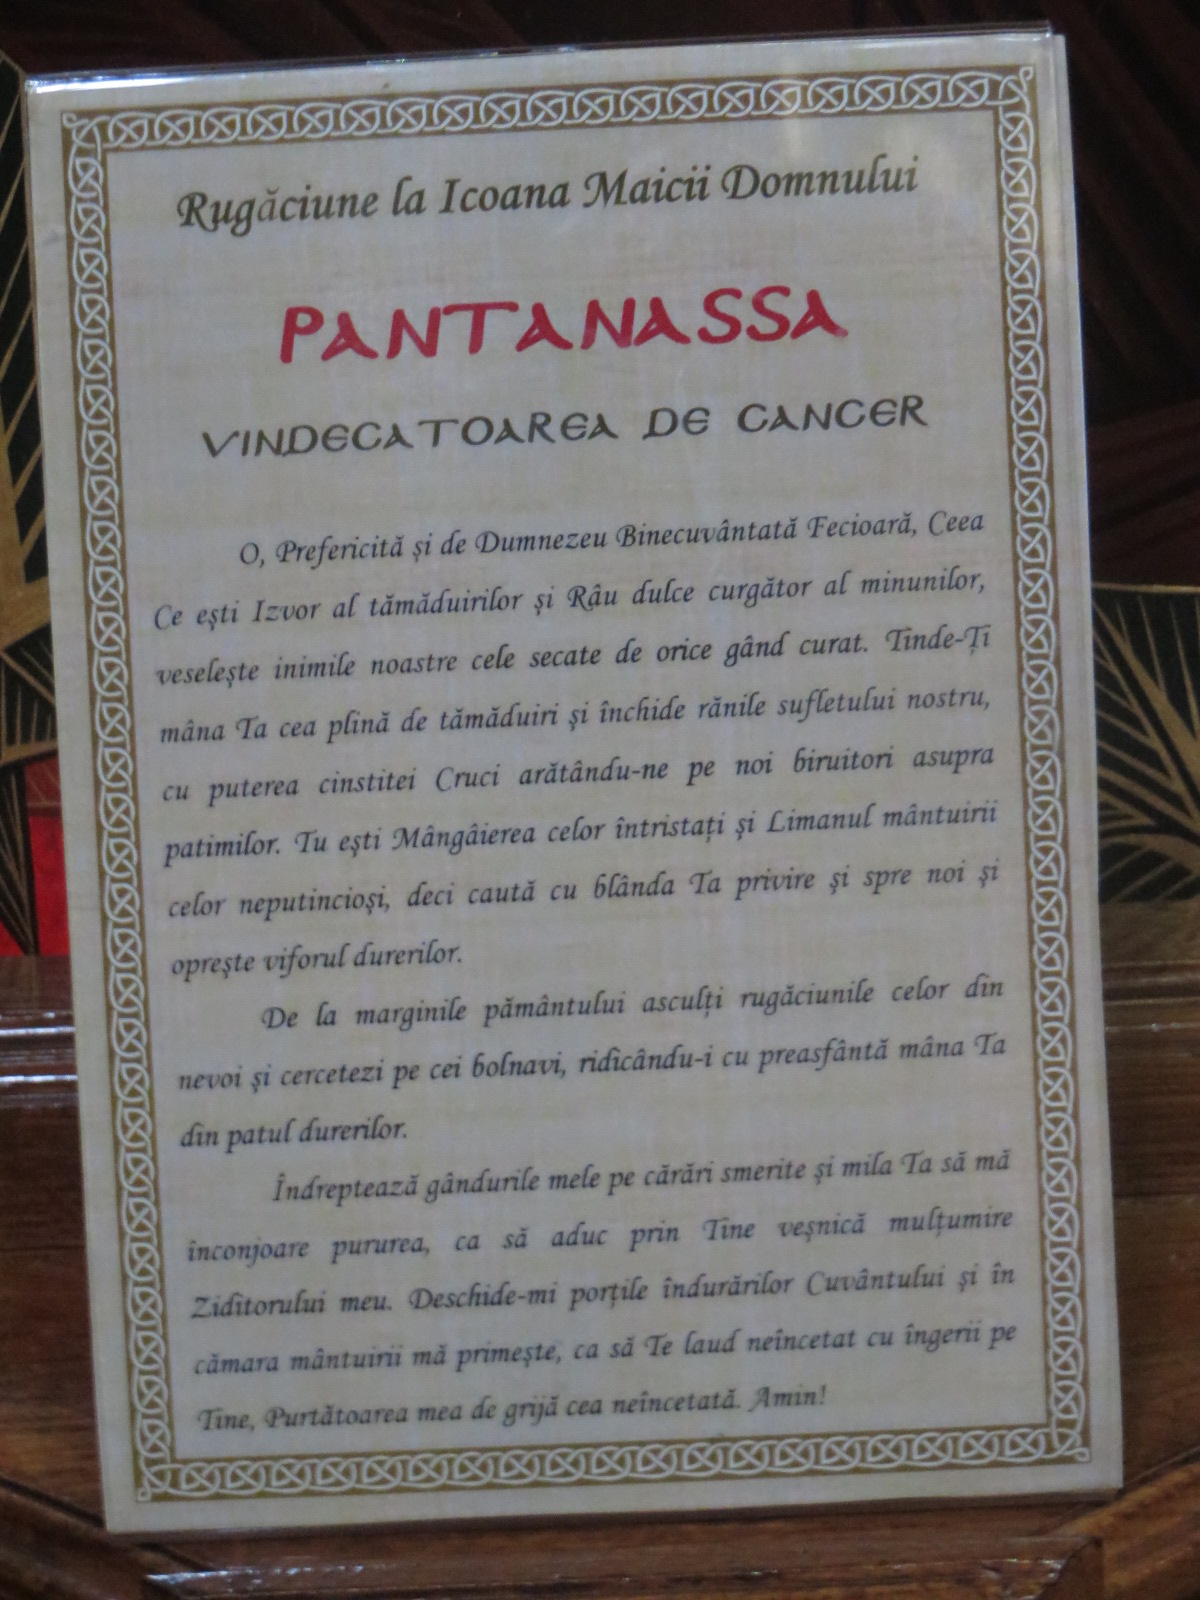 Rugăciune la Icoana Maicii Domnului
PANTANASSA
VINDECATOAREA DE CANCER
O, Prefericită și de Dumnezeu Binecuvântată Fecioară, Ceea
Ce ești Izvor al tămăduirilor și Râu dulce curgător al minunilor,
veselește inimile noastre cele secate de orice gând curat. Tinde-Ți
mâna Ta cea plină de tămăduiri și închide rănile sufletului nostru,
cu puterea cinstitei Cruci arătându-ne pe noi biruitori asupra
patimilor. Tu ești Mângâierea celor întristați și Limanul mântuirii
celor neputincioși, deci caută cu blânda Ta privire și spre noi și
oprește viforul durerilor.
De la marginile pământului asculți rugăciunile celor din
nevoi și cercetezi pe cei bolnavi, ridicându-i cu preasfântă mâna Ta
din patul durerilor.
Îndreptează gândurile mele pe cărări smerite și mila Ta să mă
înconjoare pururea, ca să aduc prin Tine veșnică mulțumire
Ziditorului meu. Deschide-mi porțile îndurărilor Cuvântului și în
cămara mântuirii mă primește, ca să Te laud neîncetat cu îngerii pe
Tine, Purtătoarea mea de grijă cea neîncetată. Amin!